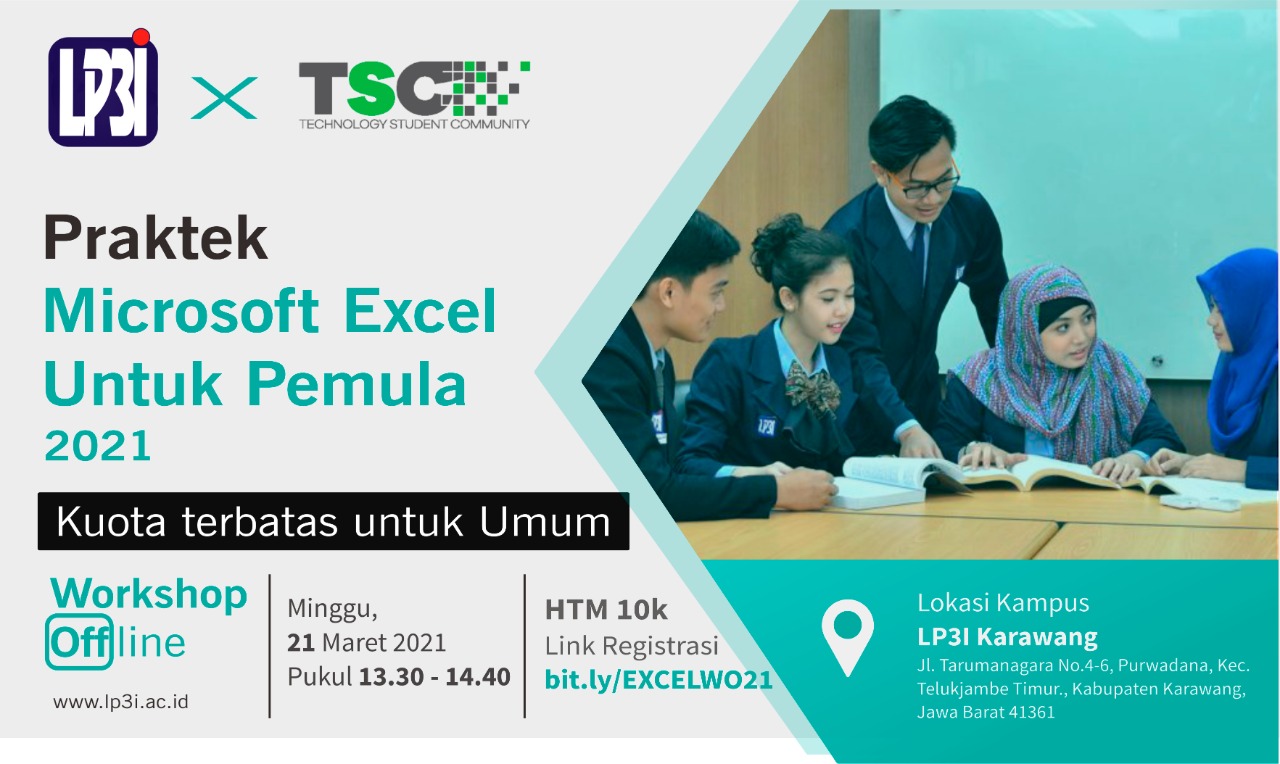 LP3I
TSC
TECHNOLOGY STUDENT COMMUNITY
Praktek
Microsoft Excel
Untuk Pemula
2021
Kuota terbatas untuk Umum
Workshop
Offline
www.lp3i.ac.id
Minggu,
21 Maret 2021
Pukul 13.30 - 14.40
HTM 10k
Link Registrasi
bit.ly/EXCELWO21
Lokasi Kampus
LP3I Karawang
Jl. Tarumanagara No.4-6, Purwadana, Kec.
Telukjambe Timur., Kabupaten Karawang,
Jawa Barat 41361
LP3I